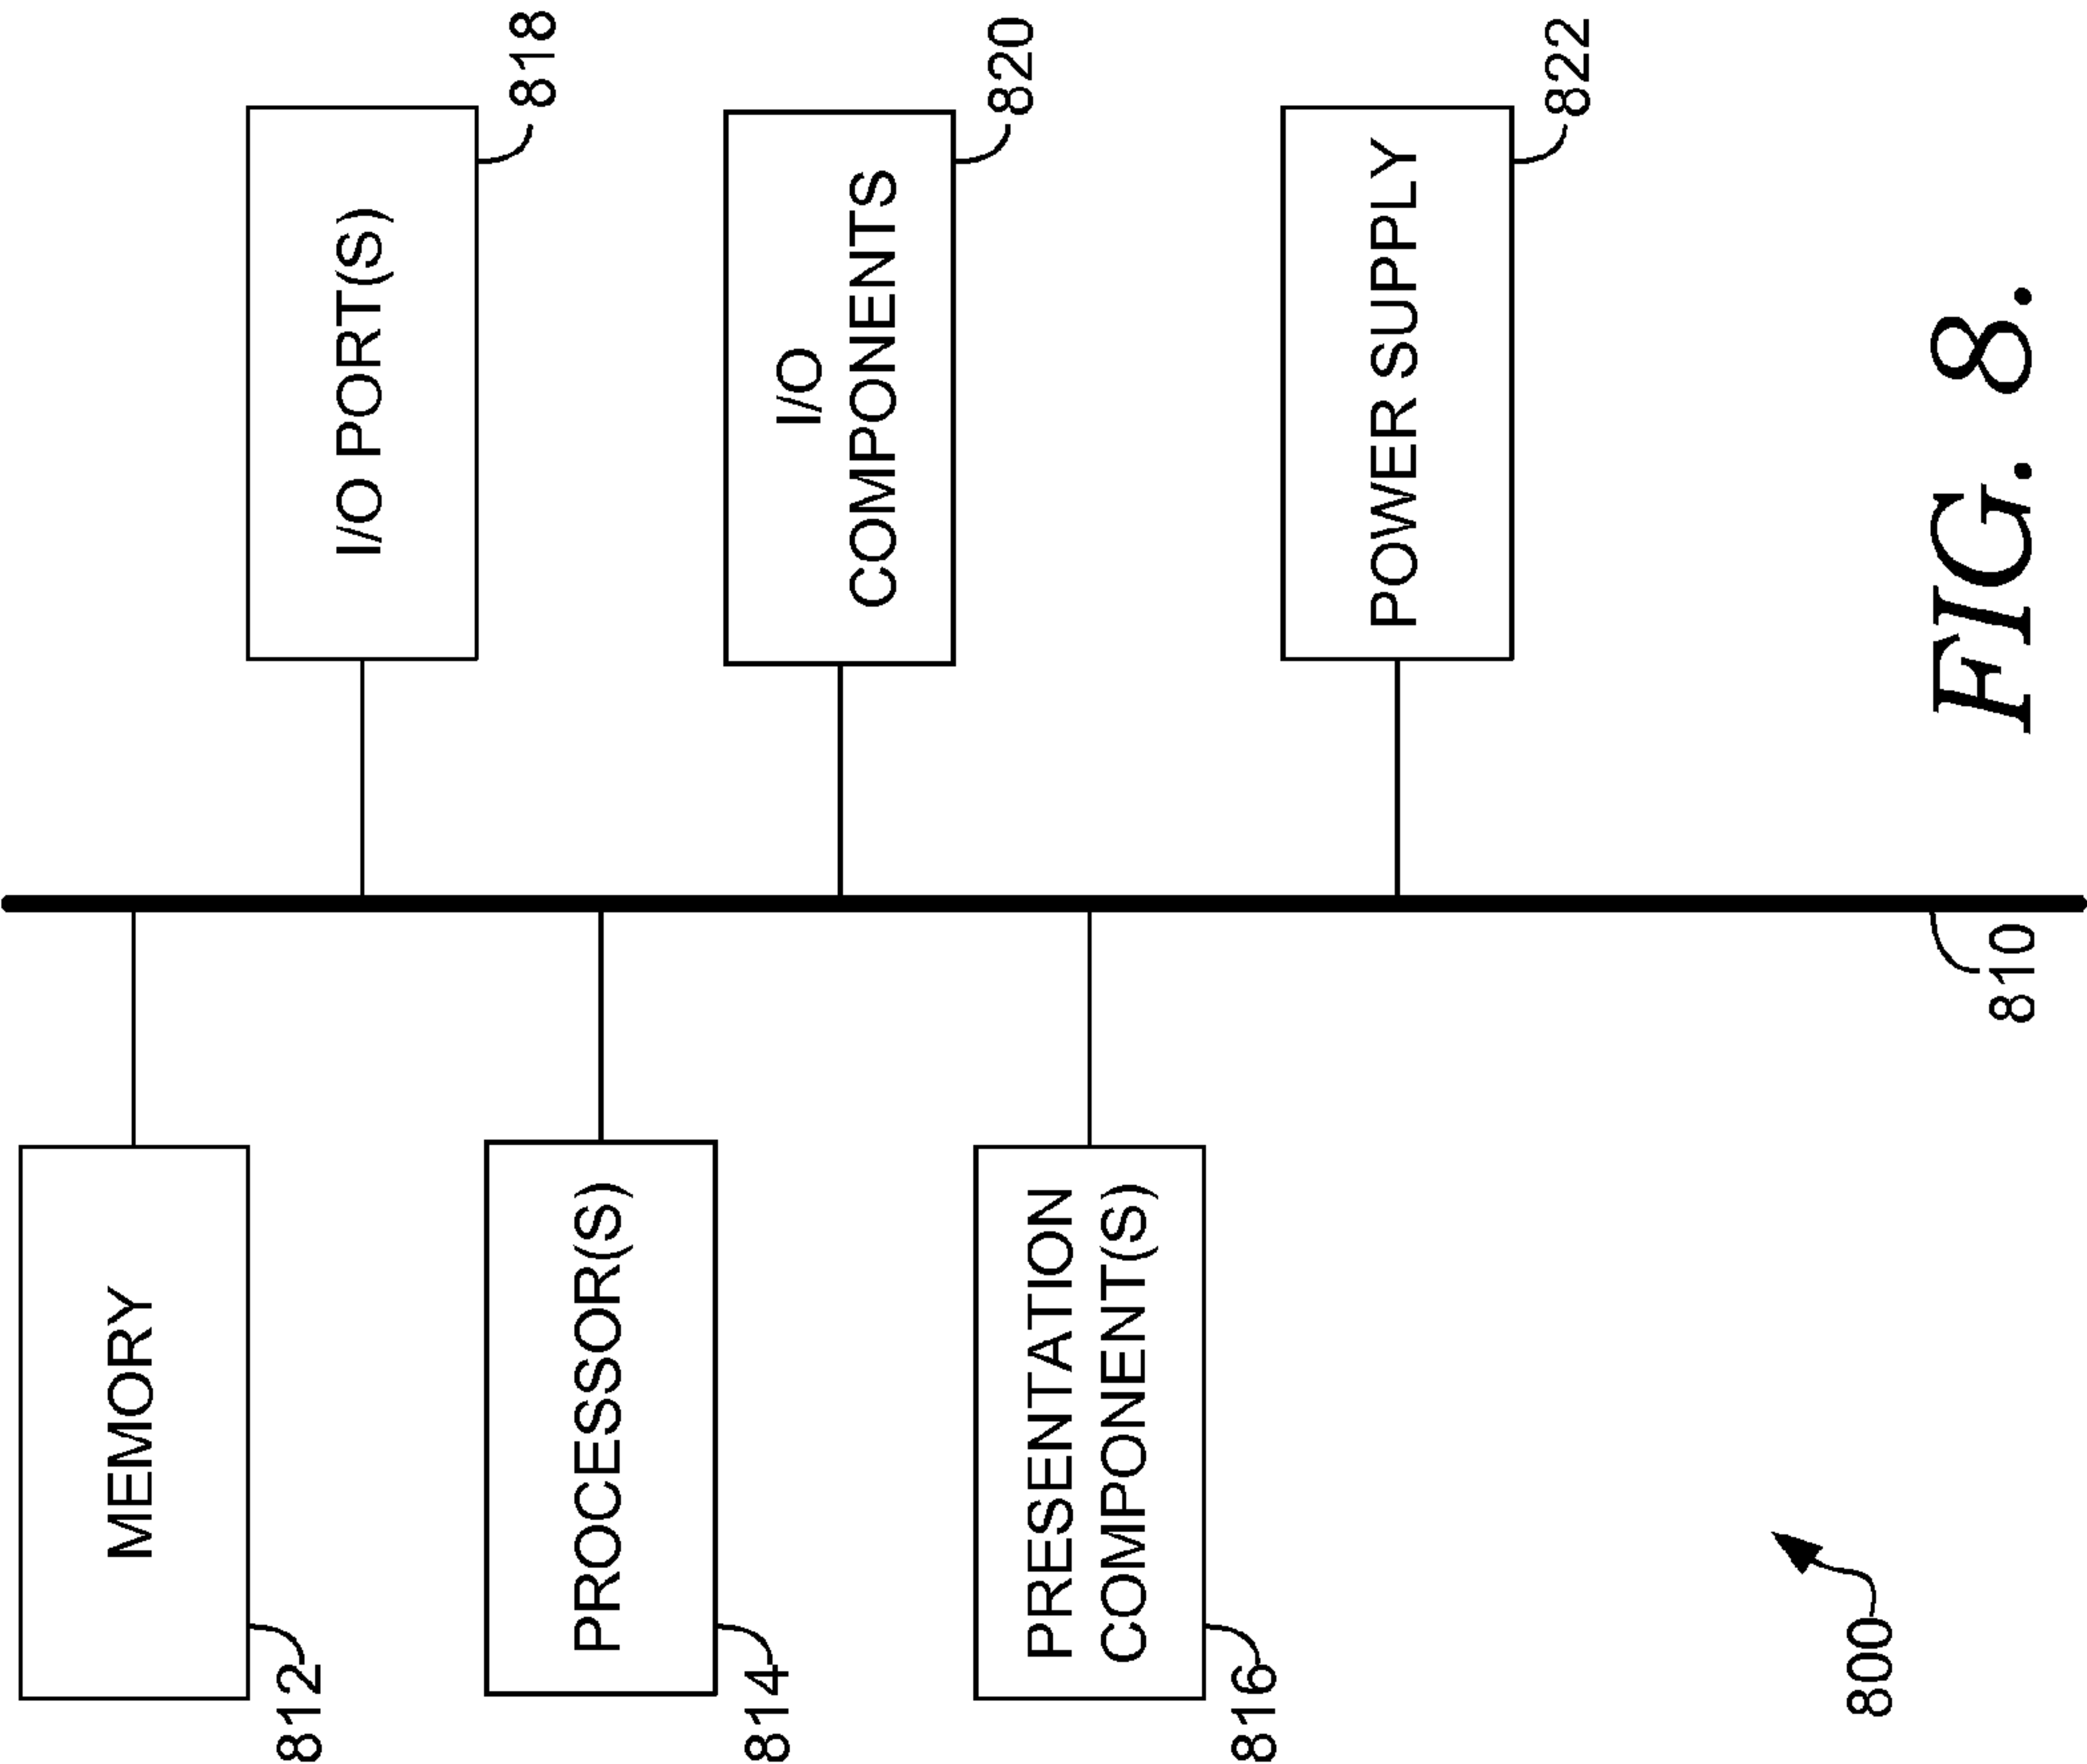 MEMORY
812
PROCESSOR(S)
814
PRESENTATION
COMPONENT(S)
816
800
I/O PORT(S)
818
I/O
COMPONENTS
820
POWER SUPPLY
822
810
FIG. 8.